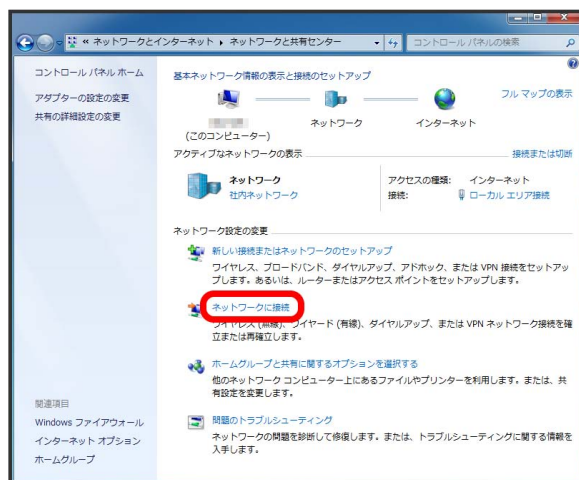 « ネットワークとインターネット ▸ ネットワークと共有センター
コントロール パネルの検索
コントロール パネル ホーム
アダプターの設定の変更
共有の詳細設定の変更
基本ネットワーク情報の表示と接続のセットアップ
フル マップの表示
ネットワーク
インターネット
(このコンピューター)
アクティブなネットワークの表示
接続または切断
ネットワーク
社内ネットワーク
アクセスの種類: インターネット
接続: ローカル エリア接続
ネットワーク設定の変更
新しい接続またはネットワークのセットアップ
ワイヤレス、ブロードバンド、ダイヤルアップ、アドホック、または VPN 接続をセットアッ
プします。あるいは、ルーターまたはアクセス ポイントをセットアップします。
ネットワークに接続
ワイヤレス (無線)、ワイヤード (有線)、ダイヤルアップ、または VPN ネットワーク接続を確
立または再確立します。
ホームグループと共有に関するオプションを選択する
他のネットワーク コンピューター上にあるファイルやプリンターを利用します。または、共
有設定を変更します。
問題のトラブルシューティング
ネットワークの問題を診断して修復します。または、トラブルシューティングに関する情報を
入手します。
関連項目
Windows ファイアウォール
インターネット オプション
ホームグループ